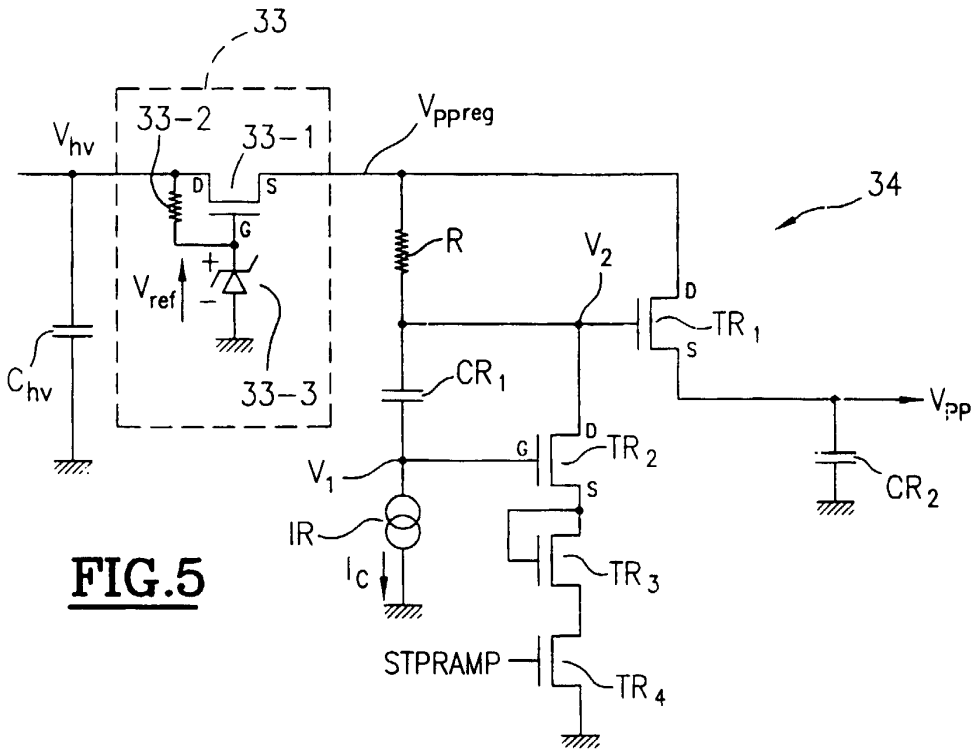 33
33-2
33-1
Vppreg
Vhv
D
S
G
34
R
V2
+
Vref
-
D
TR1
S
Chv
33-3
CR1
VPP
D
G
TR2
V1
S
CR2
IR
TR3
IC
FIG.5
STPRAMP
TR4